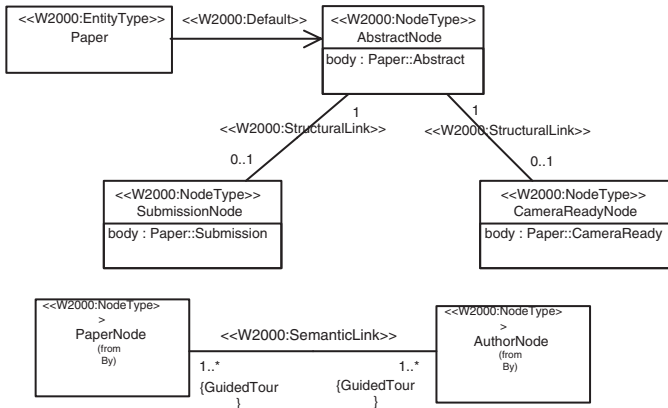 <<W2000:EntityType>>
Paper
<<W2000:Default>>
<<W2000:NodeType>>
AbstractNode
body : Paper::Abstract
1
1
<<W2000:StructuralLink>>
<<W2000:StructuralLink>>
0..1
0..1
<<W2000:NodeType>>
SubmissionNode
body : Paper::Submission
<<W2000:NodeType>>
CameraReadyNode
body : Paper::CameraReady
<<W2000:NodeType>
>
PaperNode
(from
By)
<<W2000:SemanticLink>>
1..*
{GuidedTour
}
1..*
{GuidedTour
}
<<W2000:NodeType>
>
AuthorNode
(from
By)